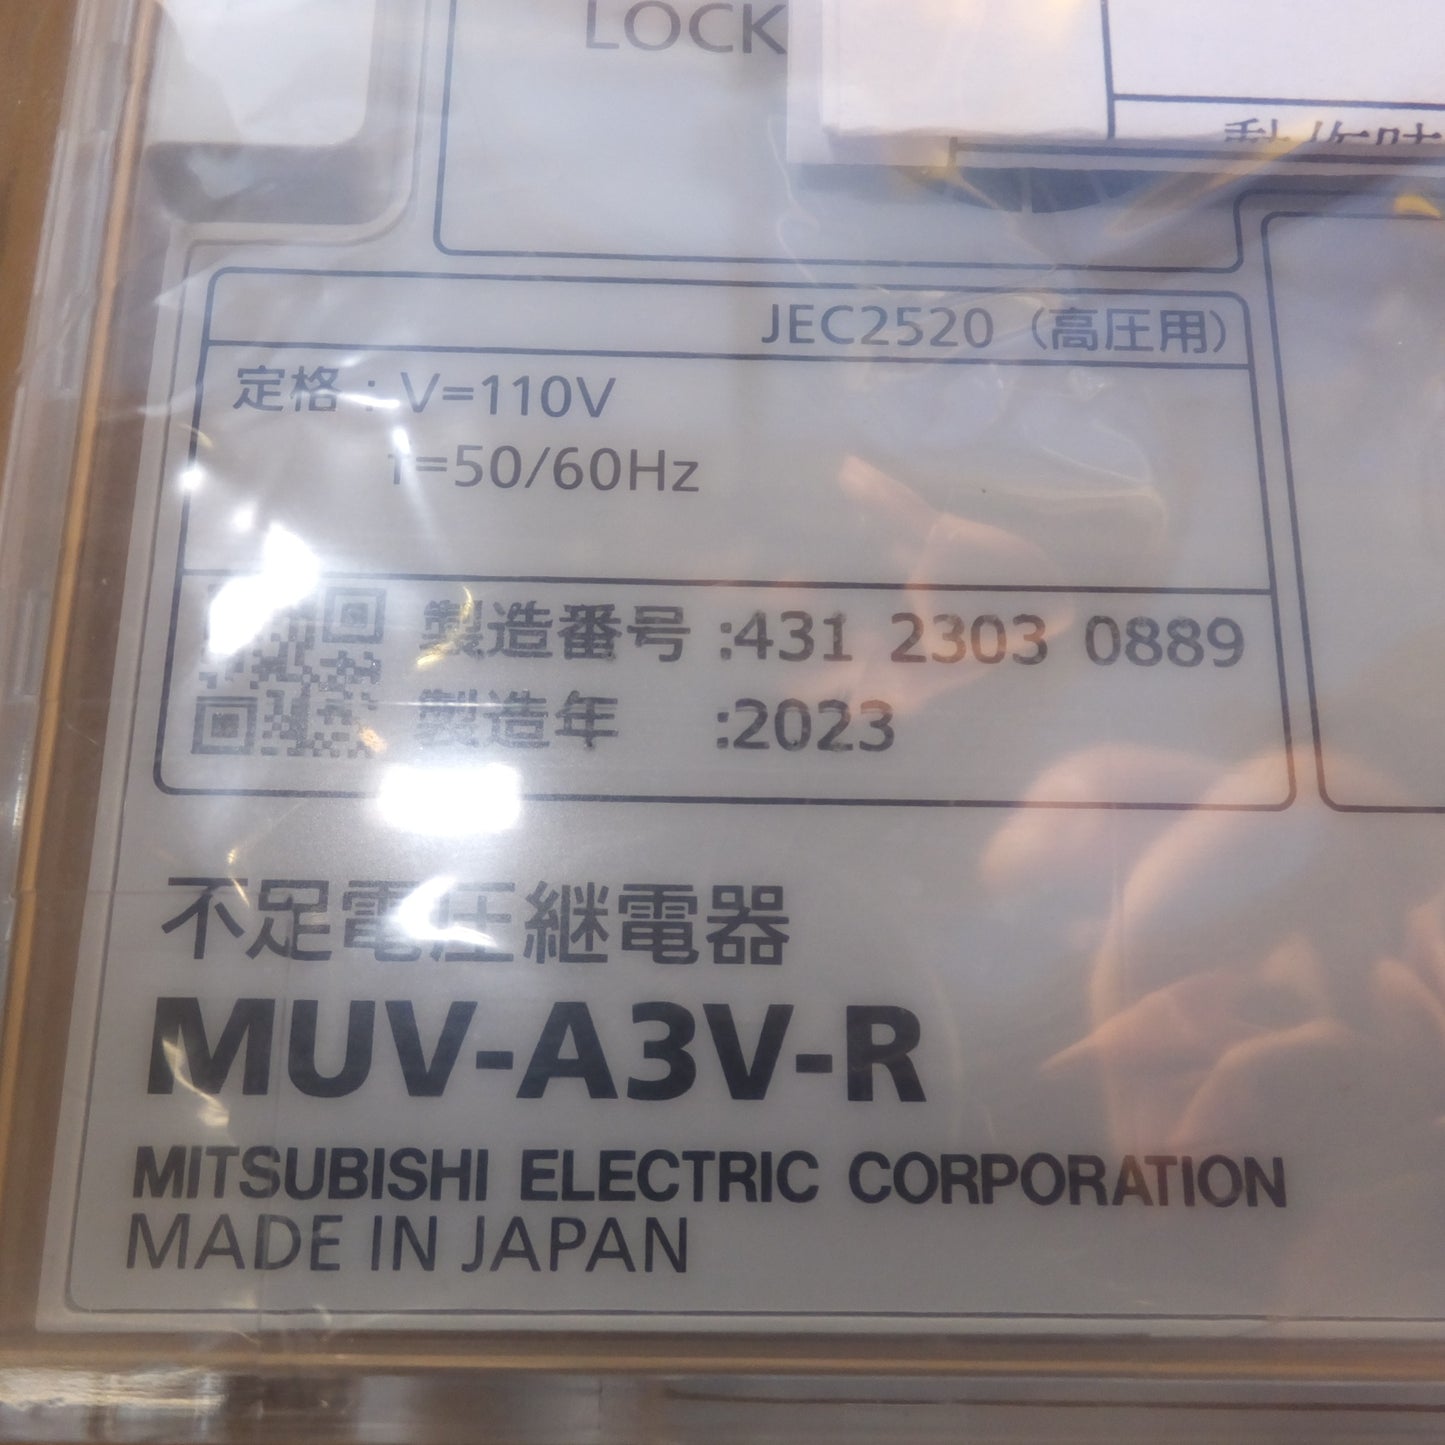 LOCK
JEC2520（高圧用）
定格：V=110V
f=50/60Hz
製造番号 :431 2303 0889
製造年 :2023
不足電圧継電器
MUV-A3V-R
MITSUBISHI ELECTRIC CORPORATION
MADE IN JAPAN